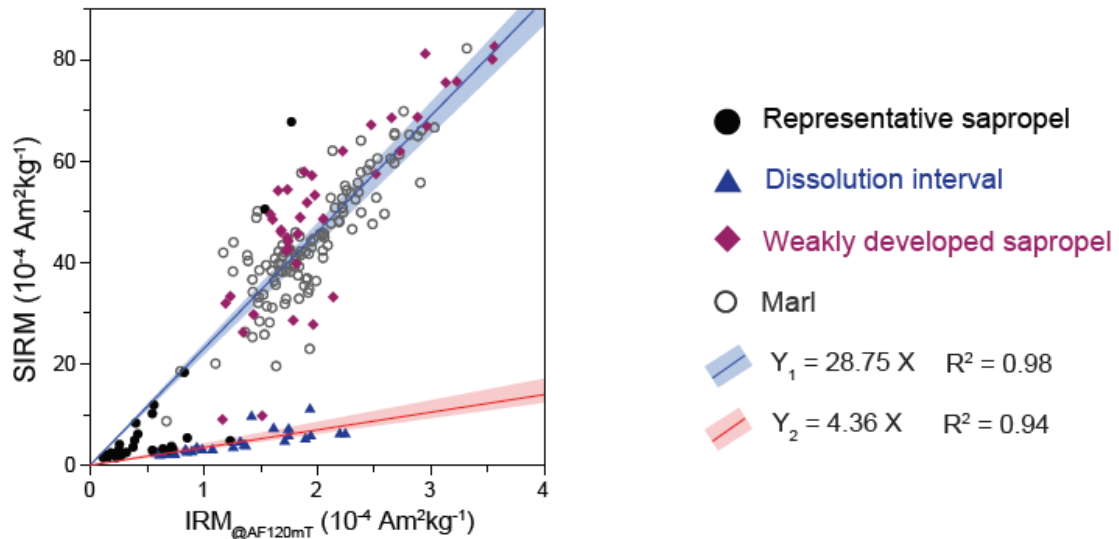 80
60
40
20
0
0
1
2
3
4
SIRM (10⁻⁴ Am²kg⁻¹)
IRM@AF120mT (10⁻⁴ Am²kg⁻¹)
Representative sapropel
Dissolution interval
Weakly developed sapropel
Marl
Y₁ = 28.75 X R² = 0.98
Y₂ = 4.36 X R² = 0.94